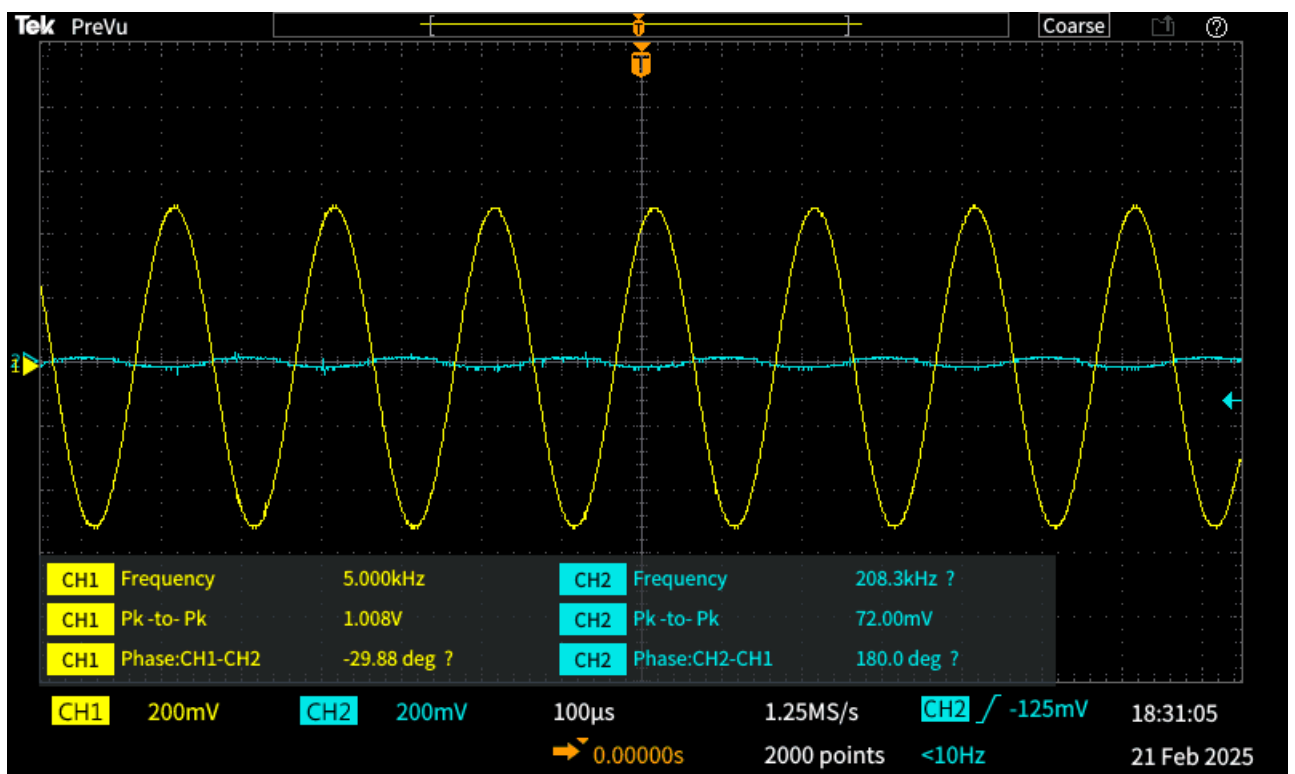 Tek PreVu T Coarse ?
T
2
1
CH1 Frequency 5.000kHz CH2 Frequency 208.3kHz ?
CH1 Pk -to- Pk 1.008V CH2 Pk -to- Pk 72.00mV
CH1 Phase:CH1-CH2 -29.88 deg ? CH2 Phase:CH2-CH1 180.0 deg ?
CH1 200mV CH2 200mV 100µs 1.25MS/s CH2 -125mV 18:31:05
0.00000s 2000 points <10Hz 21 Feb 2025